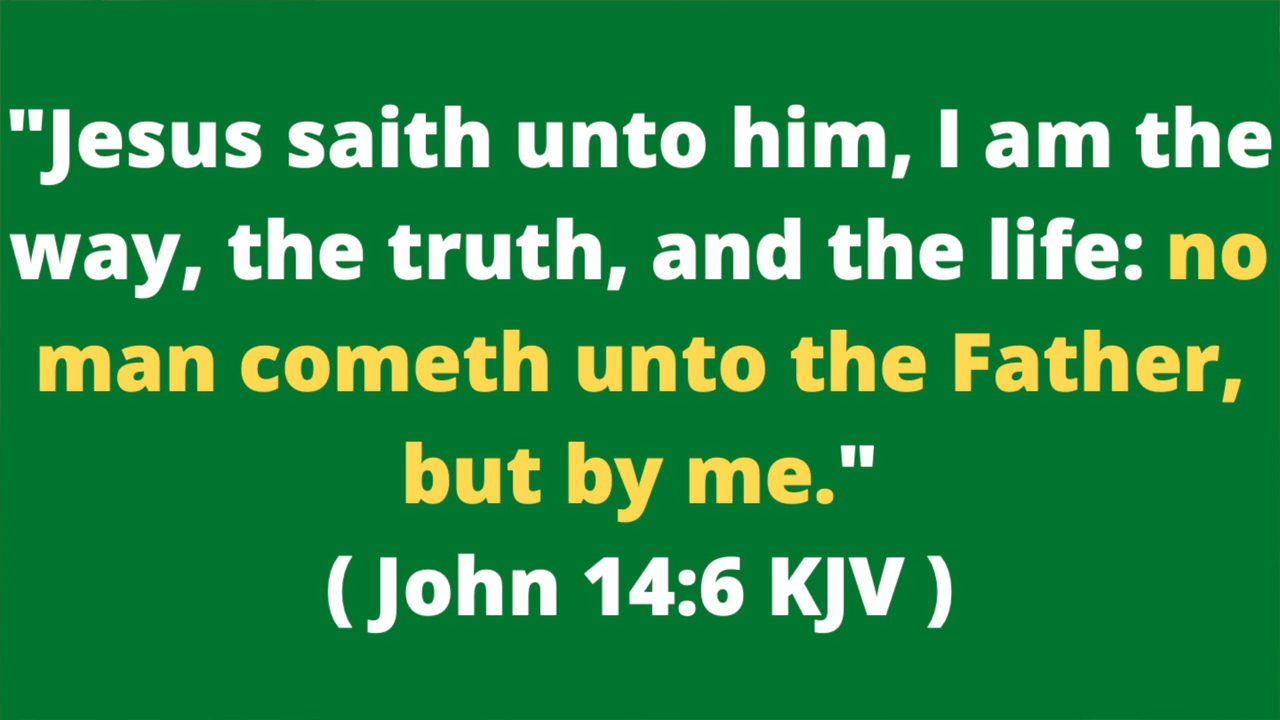 "Jesus saith unto him, I am the
way, the truth, and the life: no
man cometh unto the Father,
but by me."
( John 14:6 KJV )